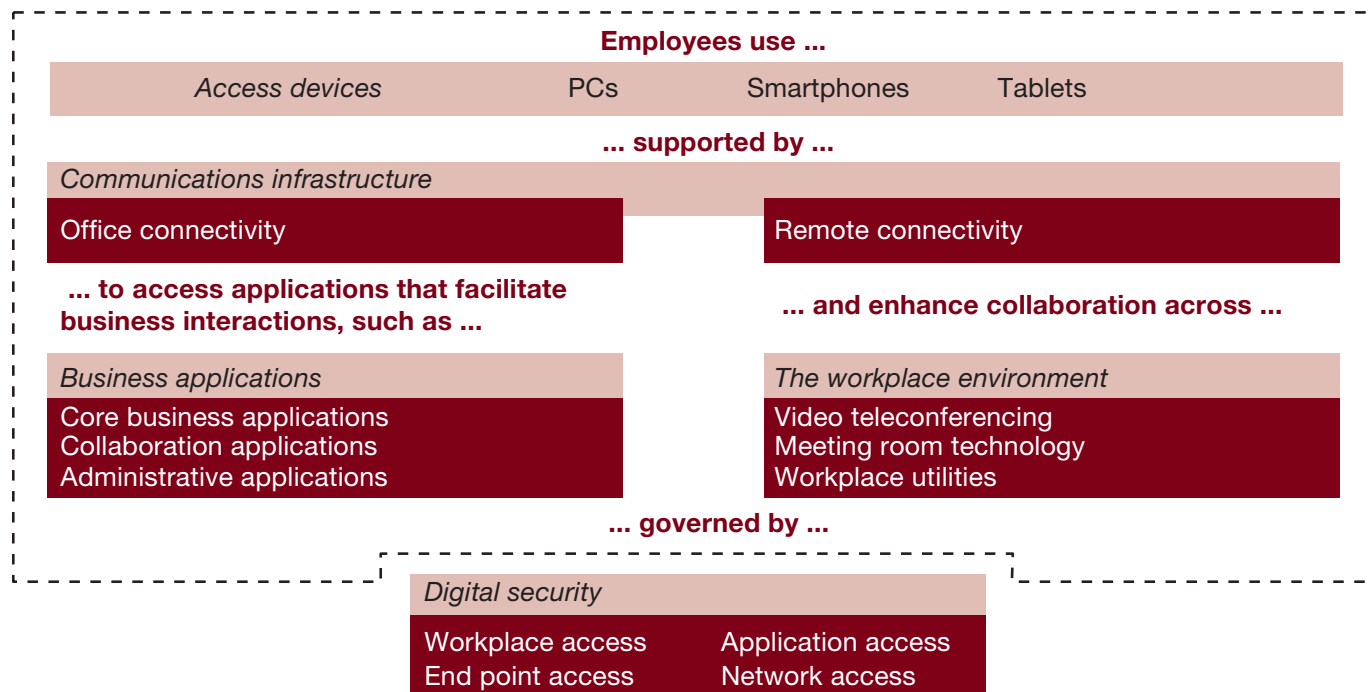 Employees use ...
Access devices PCs Smartphones Tablets
... supported by ...
Communications infrastructure
Office connectivity
Remote connectivity
... to access applications that facilitate
business interactions, such as ...
... and enhance collaboration across ...
Business applications
Core business applications
Collaboration applications
Administrative applications
The workplace environment
Video teleconferencing
Meeting room technology
Workplace utilities
... governed by ...
Digital security
Workplace access Application access
End point access Network access